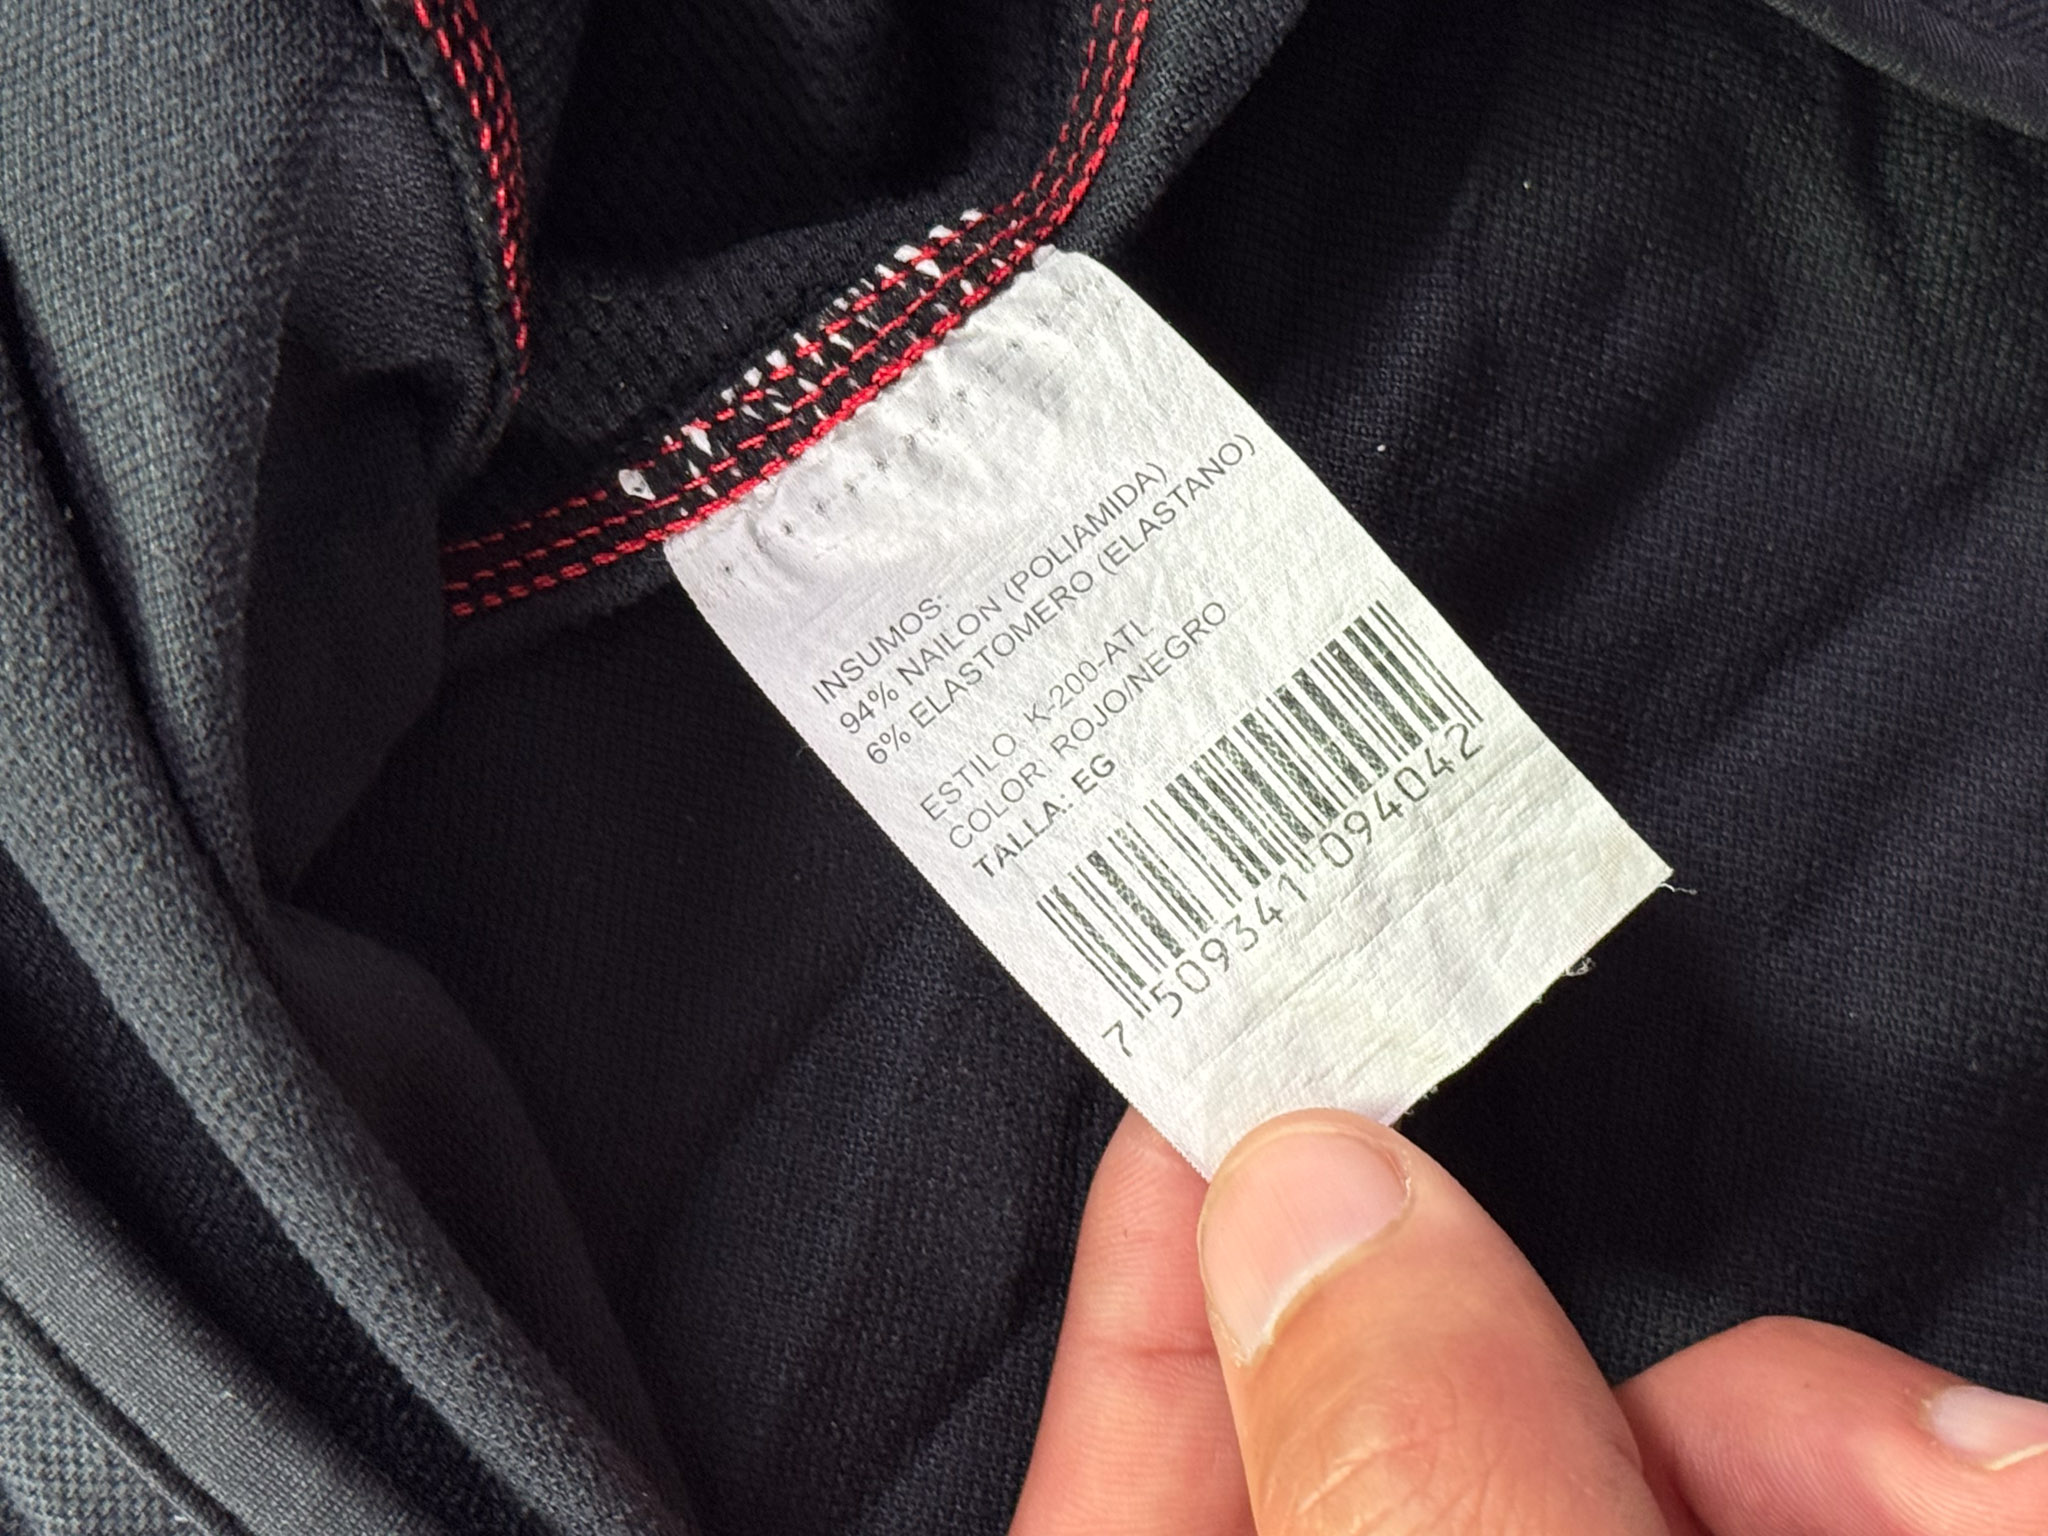 INSUMOS:
94% NAILON (POLIAMIDA)
6% ELASTOMERO (ELASTANO)
ESTILO: K-200-ATL
COLOR: ROJO/NEGRO
TALLA: EG
7 509341 094042